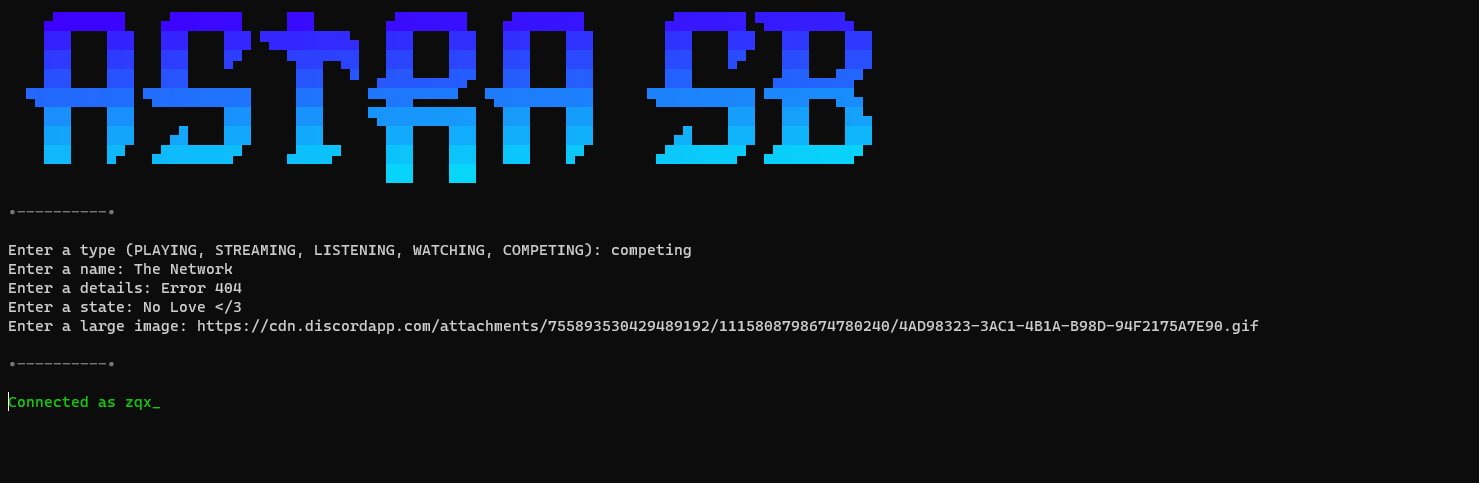 ASTRA SB
•----------•
Enter a type (PLAYING, STREAMING, LISTENING, WATCHING, COMPETING): competing
Enter a name: The Network
Enter a details: Error 404
Enter a state: No Love </3
Enter a large image: https://cdn.discordapp.com/attachments/755893530429489192/1115808798674780240/4AD98323-3AC1-4B1A-B98D-94F2175A7E90.gif
•----------•
Connected as zqx_